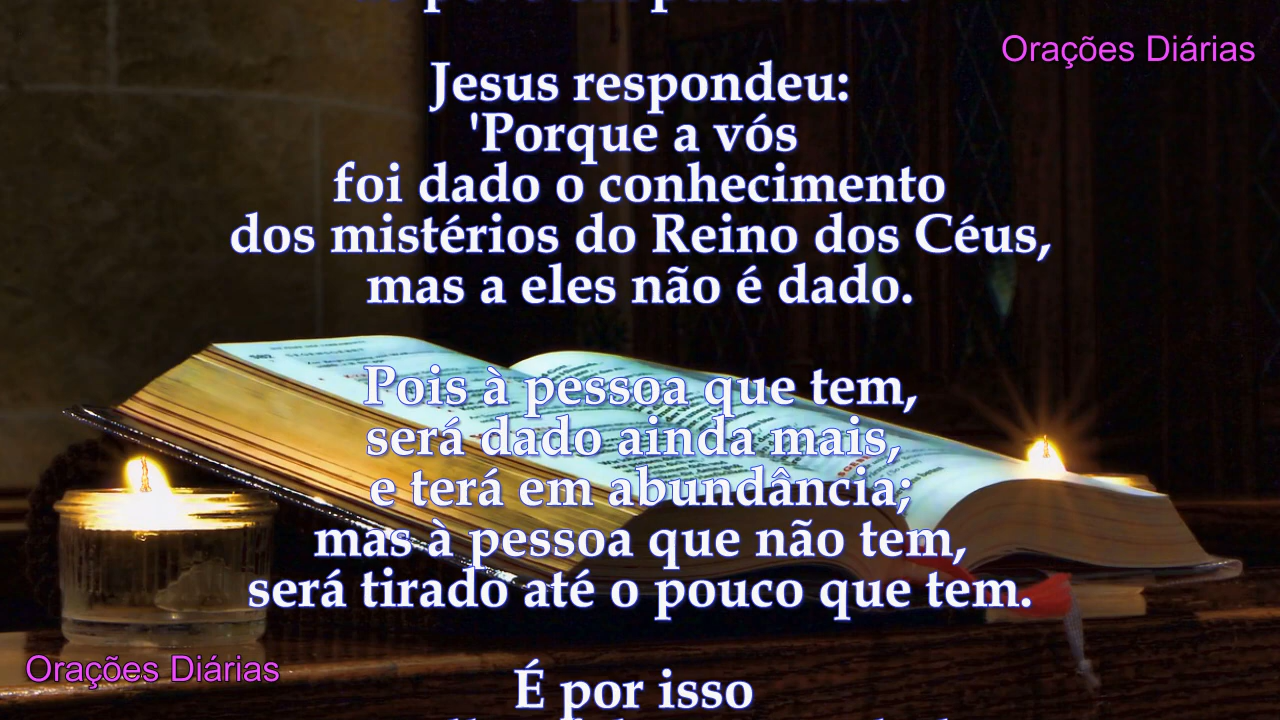 Orações Diárias
Jesus respondeu:
'Porque a vós
foi dado o conhecimento
dos mistérios do Reino dos Céus,
mas a eles não é dado.
Pois à pessoa que tem,
será dado ainda mais,
e terá em abundância;
mas à pessoa que não tem,
será tirado até o pouco que tem.
Orações Diárias
É por isso